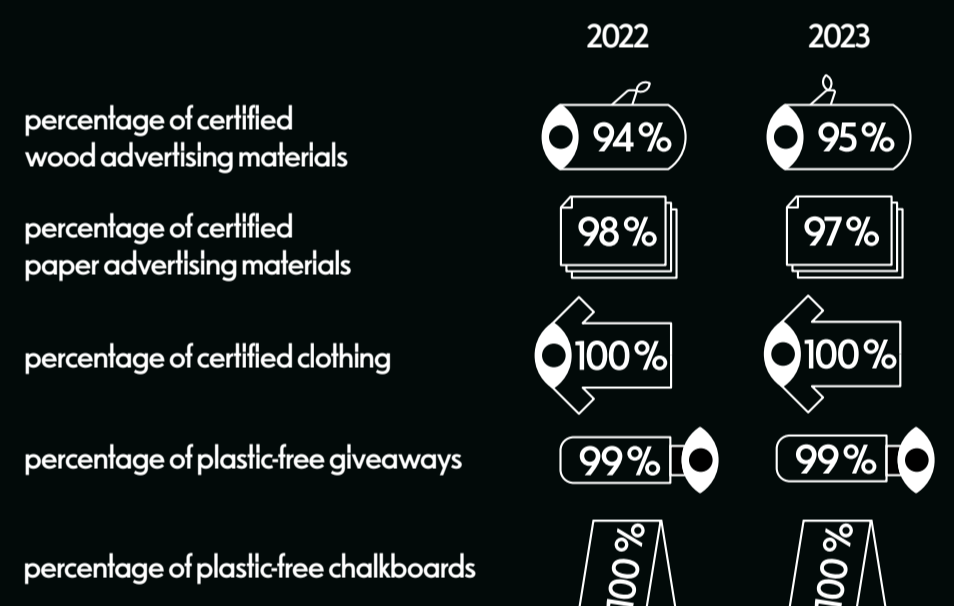 2022 2023
percentage of certified
wood advertising materials 94% 95%
percentage of certified
paper advertising materials 98% 97%
percentage of certified clothing 100% 100%
percentage of plastic-free giveaways 99% 99%
percentage of plastic-free chalkboards 100% 100%